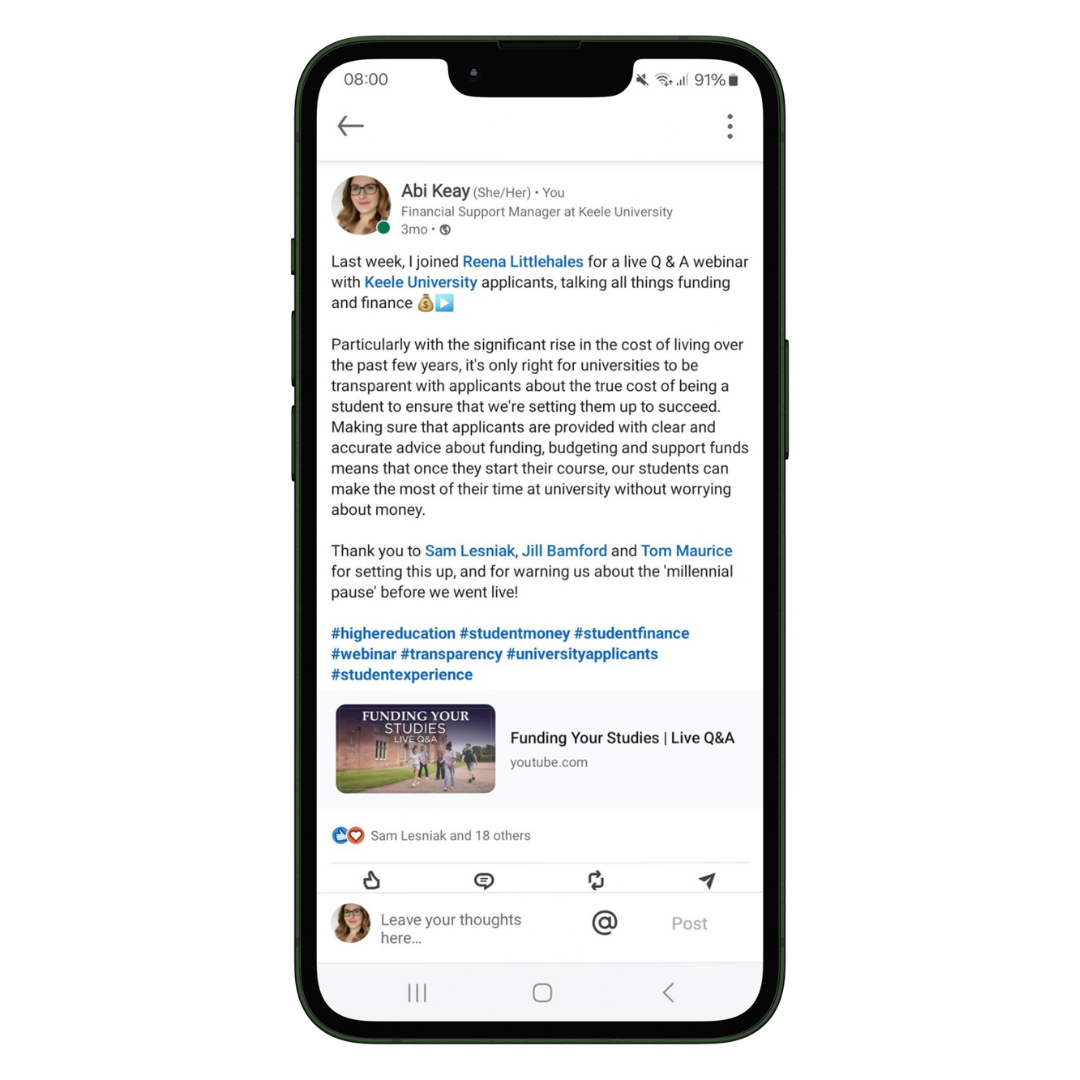 08:00
91%
Abi Keay (She/Her) • You
Financial Support Manager at Keele University
3mo •
Last week, I joined Reena Littlehales for a live Q & A webinar
with Keele University applicants, talking all things funding
and finance 💰▶️
Particularly with the significant rise in the cost of living over
the past few years, it's only right for universities to be
transparent with applicants about the true cost of being a
student to ensure that we're setting them up to succeed.
Making sure that applicants are provided with clear and
accurate advice about funding, budgeting and support funds
means that once they start their course, our students can
make the most of their time at university without worrying
about money.
Thank you to Sam Lesniak, Jill Bamford and Tom Maurice
for setting this up, and for warning us about the 'millennial
pause' before we went live!
#highereducation #studentmoney #studentfinance
#webinar #transparency #universityapplicants
#studentexperience
FUNDING YOUR
STUDIES
LIVE Q&A
Funding Your Studies | Live Q&A
youtube.com
Sam Lesniak and 18 others
Leave your thoughts
here...
@
Post